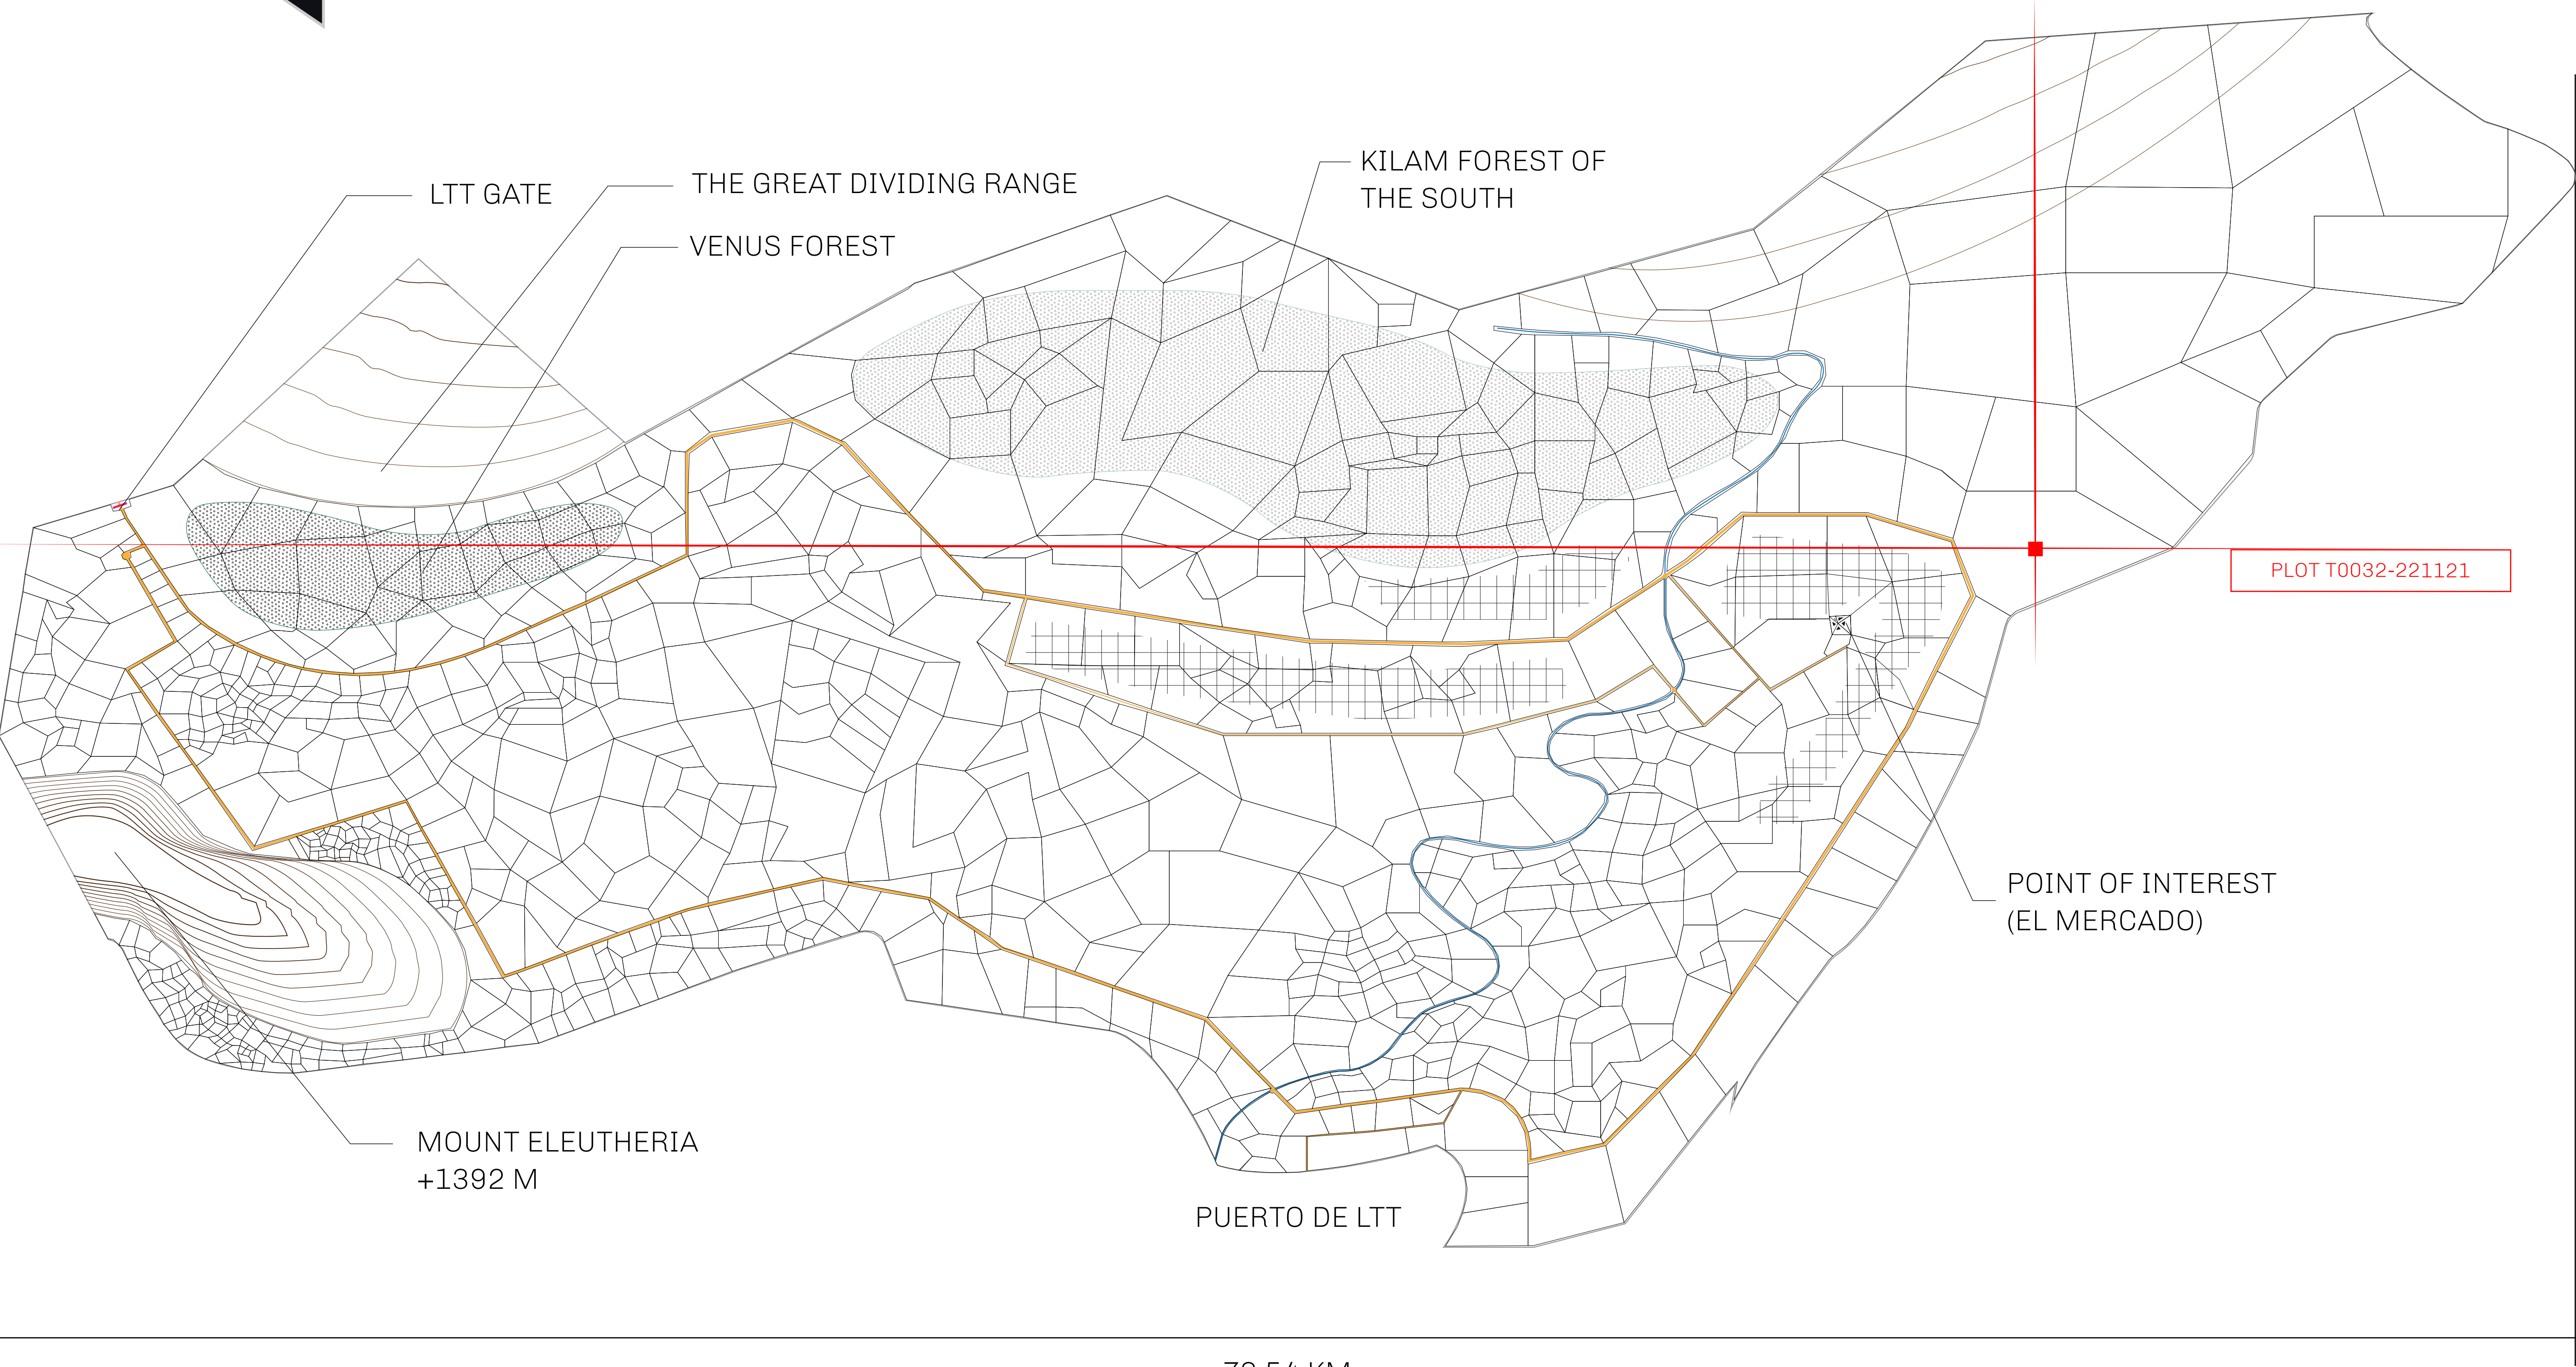 KILAM FOREST OF
THE SOUTH
THE GREAT DIVIDING RANGE
LTT GATE
VENUS FOREST
PLOT T0032-221121
POINT OF INTEREST
(EL MERCADO)
MOUNT ELEUTHERIA
+1392 M
PUERTO DE LTT